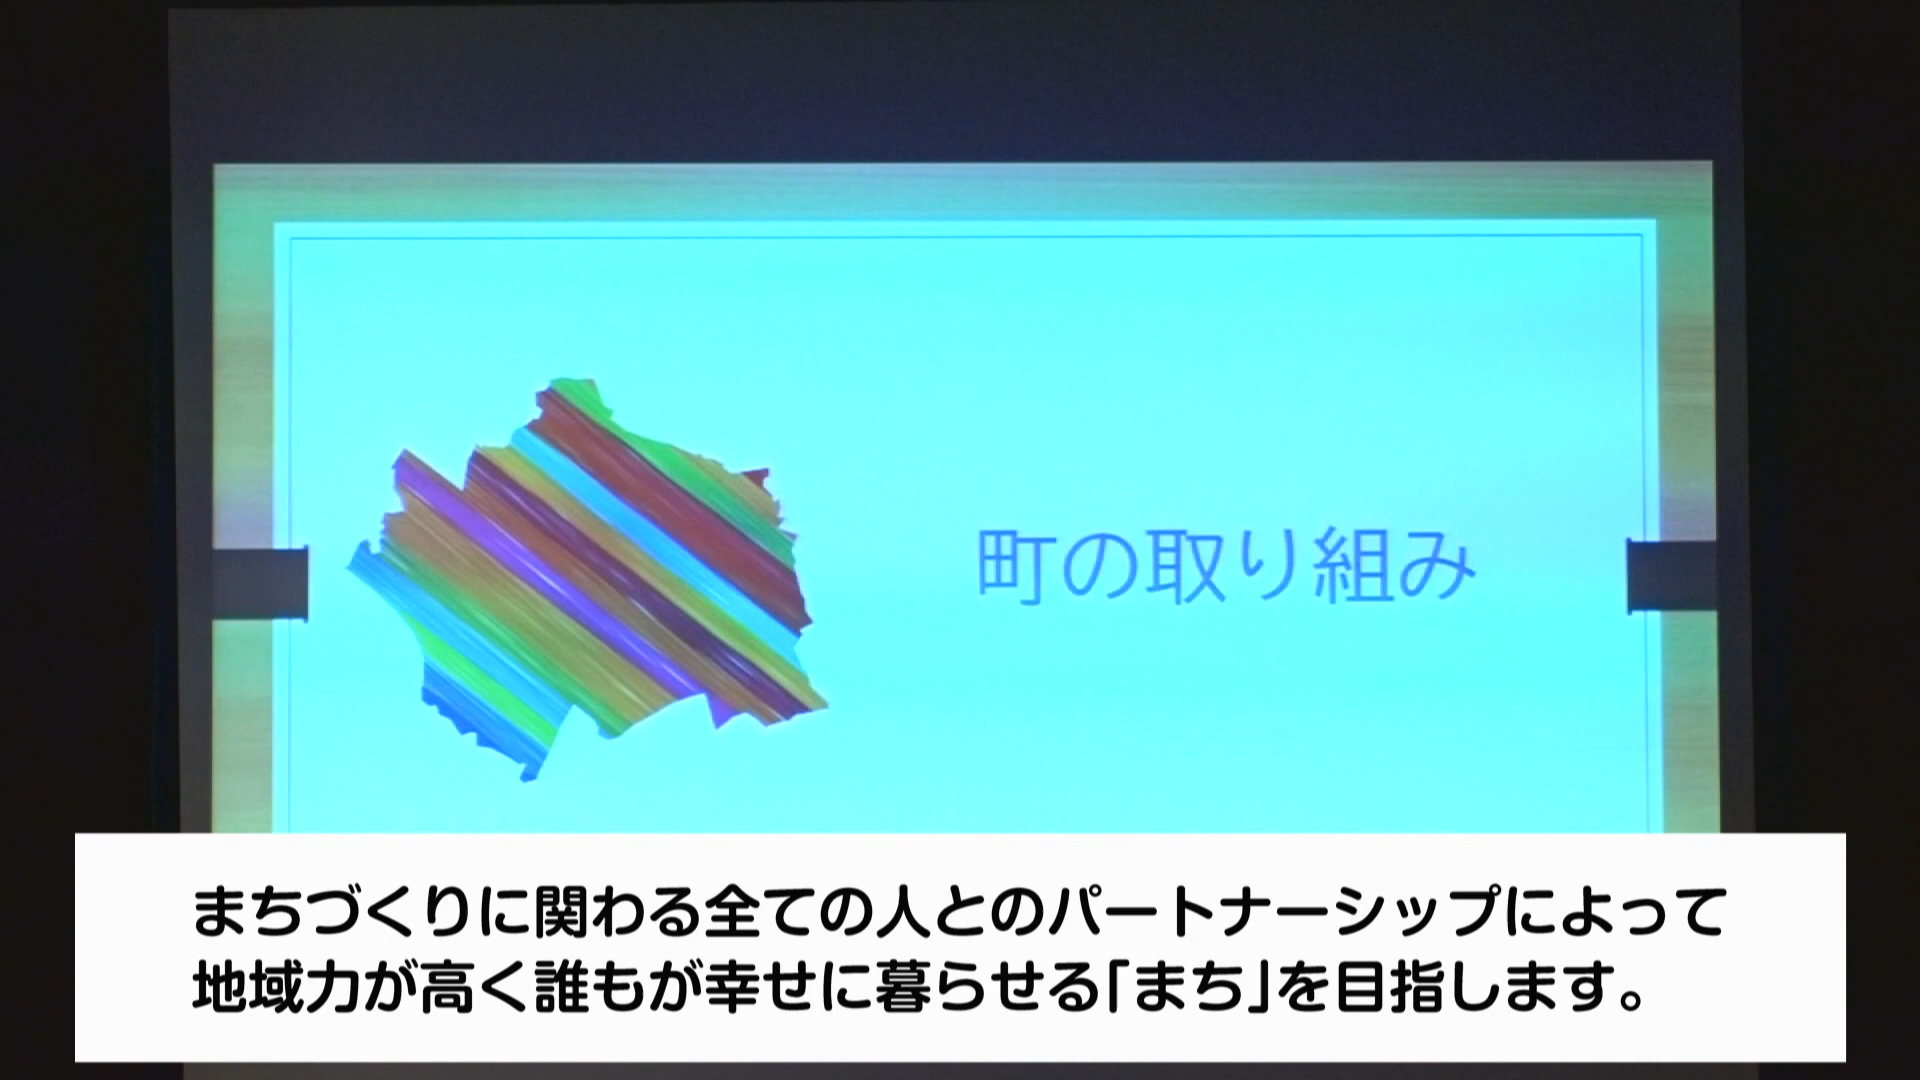 町の取り組み
まちづくりに関わる全ての人とのパートナーシップによって
地域力が高く誰もが幸せに暮らせる「まち」を目指します。